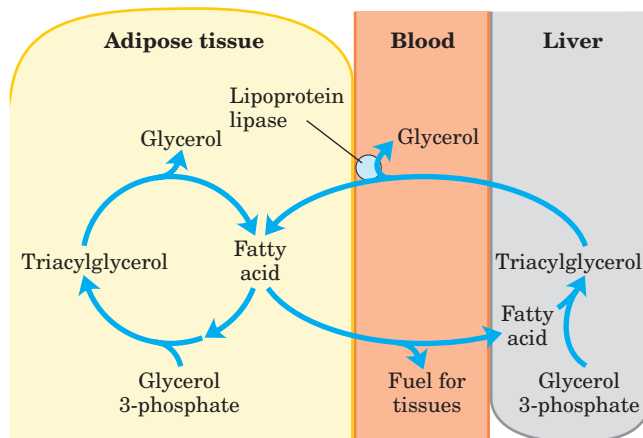 Adipose tissue
Blood
Liver
Lipoprotein
lipase
Glycerol
Glycerol
Triacylglycerol
Fatty
acid
Triacylglycerol
Fatty
acid
Glycerol
3-phosphate
Fuel for
tissues
Glycerol
3-phosphate